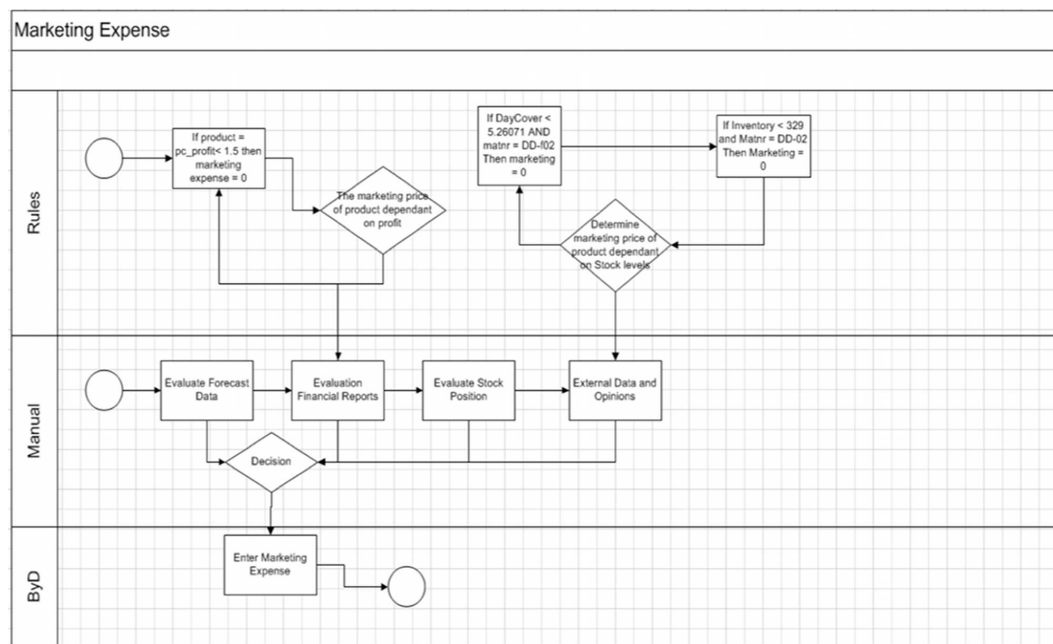 Marketing Expense
Rules
If product =
pc_profit< 1.5 then
marketing
expense = 0
The marketing price
of product dependant
on profit
If DayCover <
5.26071 AND
matnr = DD-f02
Then marketing
= 0
If Inventory < 329
and Matnr = DD-02
Then Marketing =
0
Determine
marketing price of
product dependant
on Stock levels
Manual
Evaluate Forecast
Data
Evaluation
Financial Reports
Evaluate Stock
Position
External Data and
Opinions
Decision
ByD
Enter Marketing
Expense